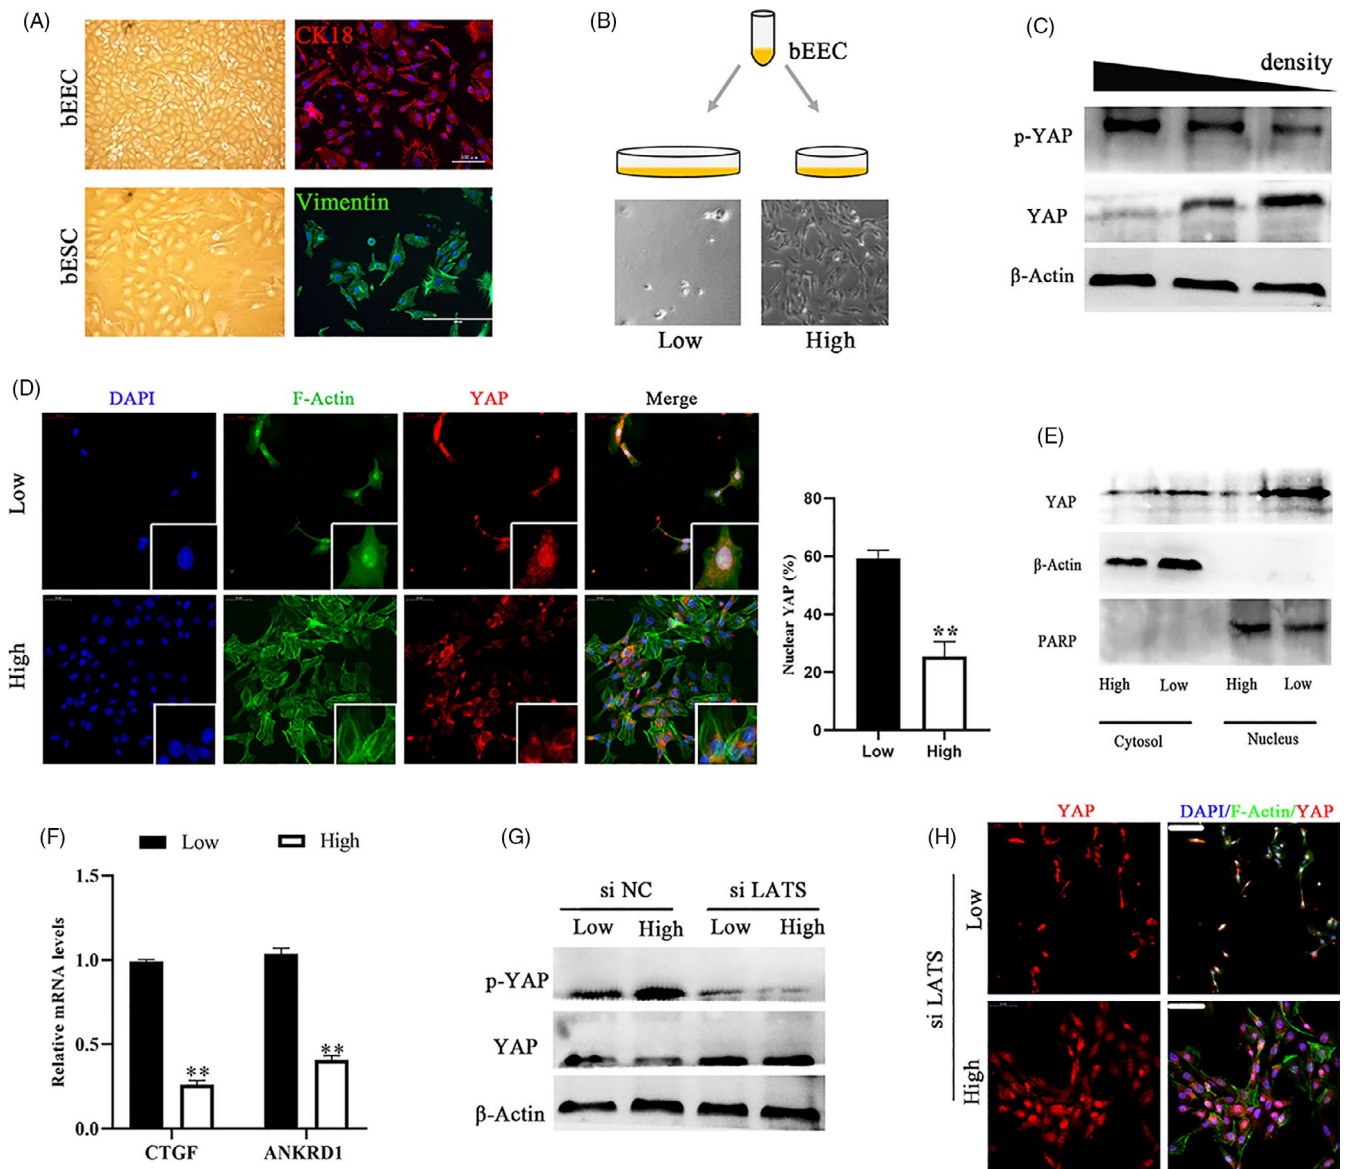 (A)
bEEC
CK18
bESC
Vimentin
(B)
bEEC
Low
High
(C)
density
p-YAP
YAP
β-Actin
(D)
DAPI
F-Actin
YAP
Merge
Low
High
Nuclear YAP (%)
80
60
40
20
0
**
Low
High
(E)
YAP
β-Actin
PARP
High Low High Low
Cytosol Nucleus
(F)
Low High
Relative mRNA levels
1.5
1.0
0.5
0.0
**
**
CTGF ANKRD1
(G)
si NC si LATS
Low High Low High
p-YAP
YAP
β-Actin
(H)
YAP
DAPI/F-Actin/YAP
si LATS
Low
High